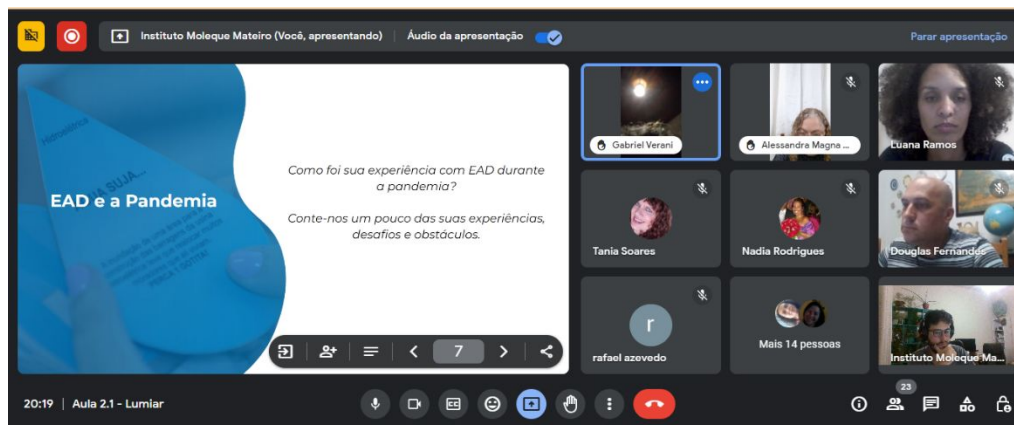 Instituto Moleque Mateiro (Você, apresentando)
Áudio da apresentação
Parar apresentação
Hidroelétrica
EAD e a Pandemia
Como foi sua experiência com EAD durante
a pandemia?
Conte-nos um pouco das suas experiências,
desafios e obstáculos.
7
Gabriel Verani
Alessandra Magna ...
Luana Ramos
Tania Soares
Nadia Rodrigues
Douglas Fernandes
r
rafael azevedo
Mais 14 pessoas
Instituto Moleque Ma...
20:19 | Aula 2.1 - Lumiar
CC
23